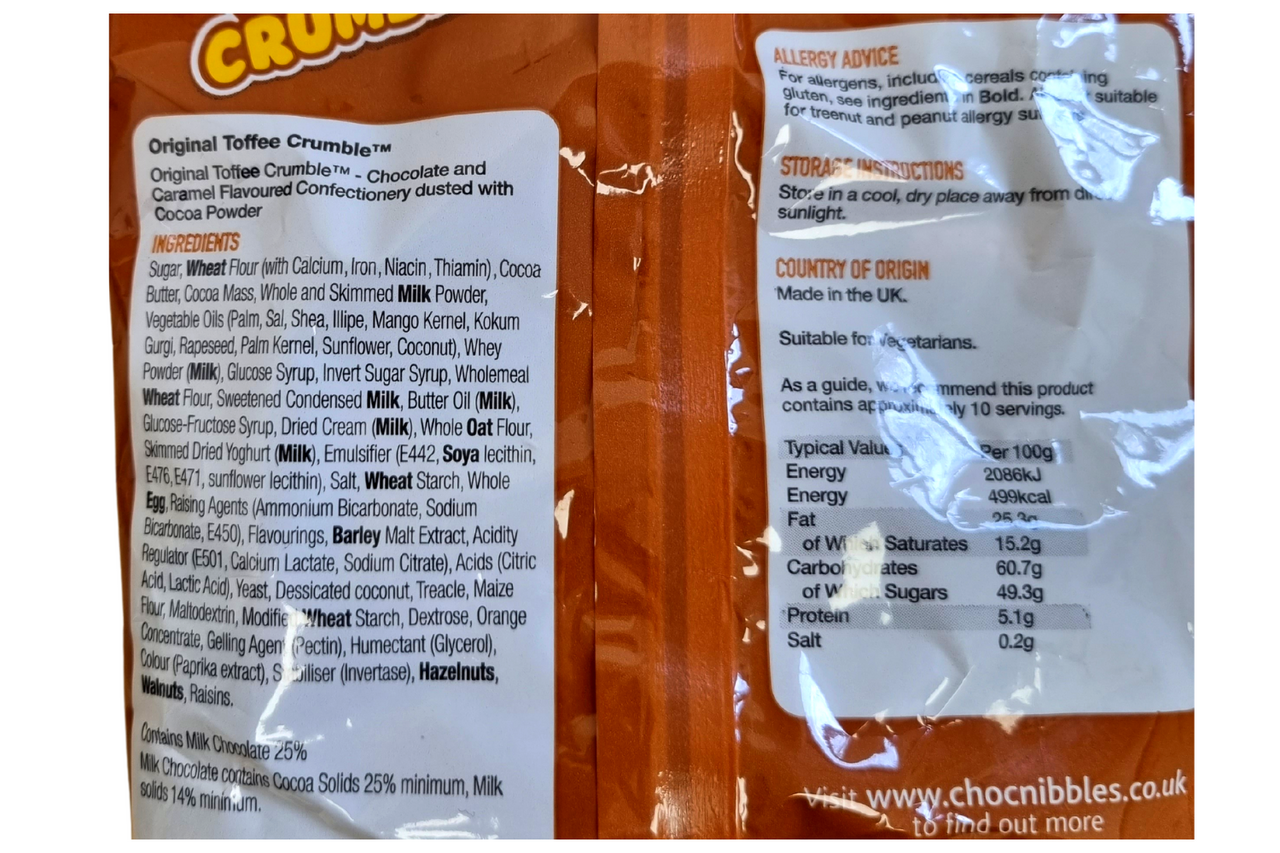 CRUMB
Original Toffee Crumble™
Original Toffee Crumble™ - Chocolate and
Caramel Flavoured Confectionery dusted with
Cocoa Powder
INGREDIENTS
Sugar, Wheat Flour (with Calcium, Iron, Niacin, Thiamin), Cocoa
Butter, Cocoa Mass, Whole and Skimmed Milk Powder,
Vegetable Oils (Palm, Sal, Shea, Illipe, Mango Kernel, Kokum
Gurgi, Rapeseed, Palm Kernel, Sunflower, Coconut), Whey
Powder (Milk), Glucose Syrup, Invert Sugar Syrup, Wholemeal
Wheat Flour, Sweetened Condensed Milk, Butter Oil (Milk),
Glucose-Fructose Syrup, Dried Cream (Milk), Whole Oat Flour,
Skimmed Dried Yoghurt (Milk), Emulsifier (E442, Soya lecithin,
E476, E471, sunflower lecithin), Salt, Wheat Starch, Whole
Egg, Raising Agents (Ammonium Bicarbonate, Sodium
Bicarbonate, E450), Flavourings, Barley Malt Extract, Acidity
Regulator (E501, Calcium Lactate, Sodium Citrate), Acids (Citric
Acid, Lactic Acid), Yeast, Dessicated coconut, Treacle, Maize
Flour, Maltodextrin, Modified Wheat Starch, Dextrose, Orange
Concentrate, Gelling Agent (Pectin), Humectant (Glycerol),
Colour (Paprika extract), Stabiliser (Invertase), Hazelnuts,
Walnuts, Raisins.
Contains Milk Chocolate 25%
Milk Chocolate contains Cocoa Solids 25% minimum, Milk
solids 14% minimum.
ALLERGY ADVICE
For allergens, including cereals containing
gluten, see ingredients in Bold. suitable
for treenut and peanut allergy
STORAGE INSTRUCTIONS
Store in a cool, dry place away from direct
sunlight.
COUNTRY OF ORIGIN
Made in the UK.
Suitable for Vegetarians.
As a guide, we recommend this product
contains approximately 10 servings.
Typical Values Per 100g
Energy 2086kJ
Energy 499kcal
Fat 25.3g
of Which Saturates 15.2g
Carbohydrates 60.7g
of Which Sugars 49.3g
Protein 5.1g
Salt 0.2g
Visit www.chocnibbles.co.uk
to find out more